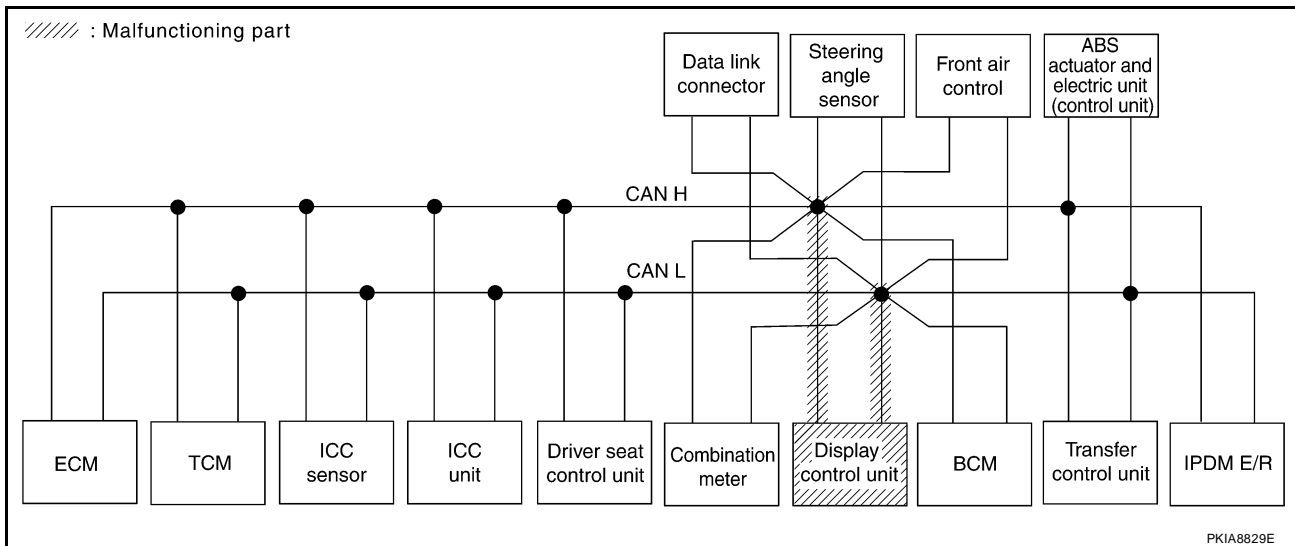 : Malfunctioning part
Data link
connector
Steering
angle
sensor
Front air
control
ABS
actuator and
electric unit
(control unit)
CAN H
CAN L
ECM
TCM
ICC
sensor
ICC
unit
Driver seat
control unit
Combination
meter
Display
control unit
BCM
Transfer
control unit
IPDM E/R
PKIA8829E